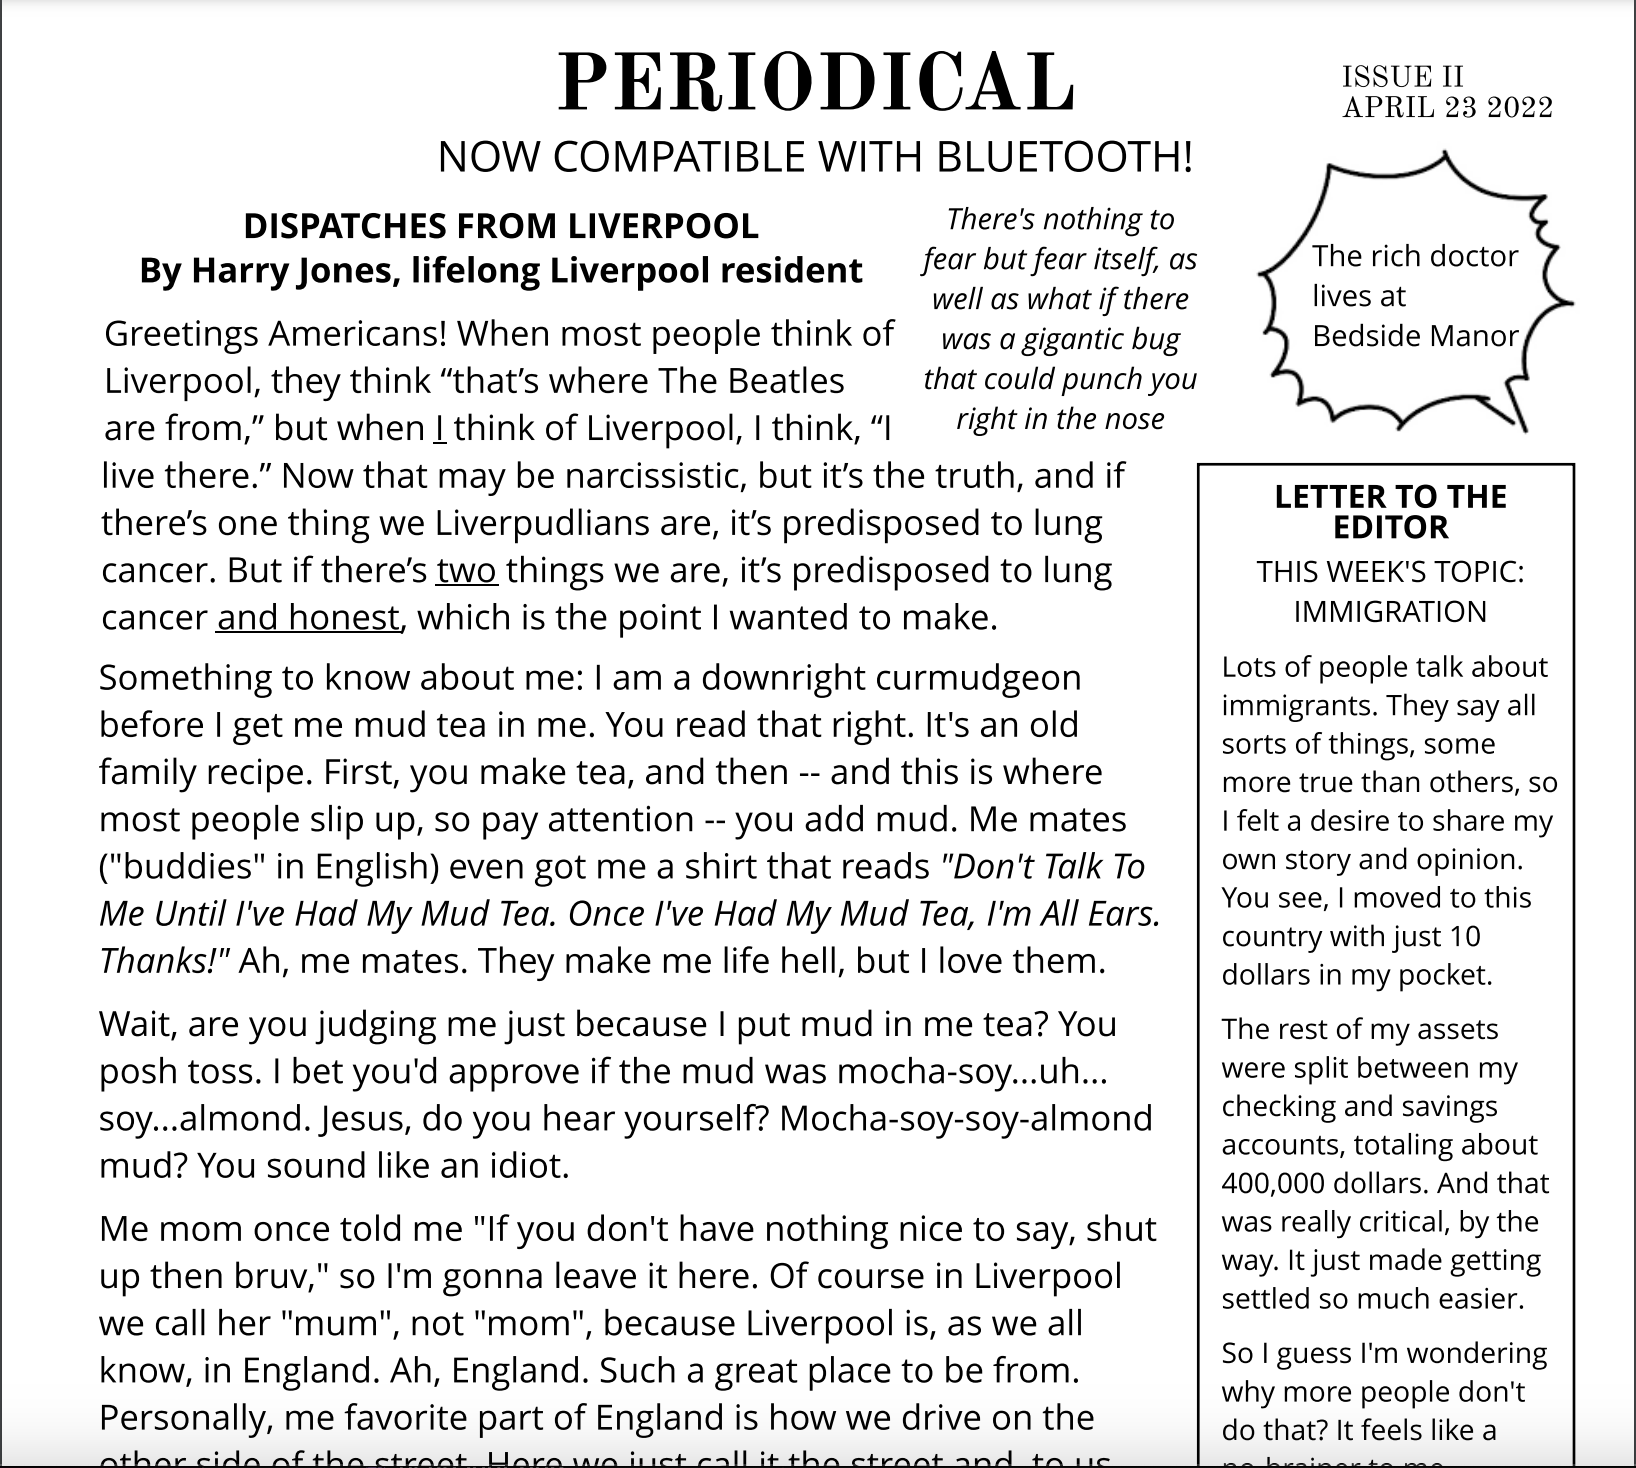 PERIODICAL
ISSUE II
APRIL 23 2022
NOW COMPATIBLE WITH BLUETOOTH!
DISPATCHES FROM LIVERPOOL
By Harry Jones, lifelong Liverpool resident
Greetings Americans! When most people think of
Liverpool, they think “that’s where The Beatles
are from,” but when I think of Liverpool, I think, “I
live there.” Now that may be narcissistic, but it’s the truth, and if
there’s one thing we Liverpudlians are, it’s predisposed to lung
cancer. But if there’s two things we are, it’s predisposed to lung
cancer and honest, which is the point I wanted to make.
Something to know about me: I am a downright curmudgeon
before I get me mud tea in me. You read that right. It's an old
family recipe. First, you make tea, and then -- and this is where
most people slip up, so pay attention -- you add mud. Me mates
("buddies" in English) even got me a shirt that reads "Don't Talk To
Me Until I've Had My Mud Tea. Once I've Had My Mud Tea, I'm All Ears.
Thanks!" Ah, me mates. They make me life hell, but I love them.
Wait, are you judging me just because I put mud in me tea? You
posh toss. I bet you'd approve if the mud was mocha-soy...uh...
soy...almond. Jesus, do you hear yourself? Mocha-soy-soy-almond
mud? You sound like an idiot.
Me mom once told me "If you don't have nothing nice to say, shut
up then bruv," so I'm gonna leave it here. Of course in Liverpool
we call her "mum", not "mom", because Liverpool is, as we all
know, in England. Ah, England. Such a great place to be from.
Personally, me favorite part of England is how we drive on the
other side of the street. Here we just call it the street and, to us,
There's nothing to
fear but fear itself, as
well as what if there
was a gigantic bug
that could punch you
right in the nose
The rich doctor
lives at
Bedside Manor
LETTER TO THE
EDITOR
THIS WEEK'S TOPIC:
IMMIGRATION
Lots of people talk about
immigrants. They say all
sorts of things, some
more true than others, so
I felt a desire to share my
own story and opinion.
You see, I moved to this
country with just 10
dollars in my pocket.
The rest of my assets
were split between my
checking and savings
accounts, totaling about
400,000 dollars. And that
was really critical, by the
way. It just made getting
settled so much easier.
So I guess I'm wondering
why more people don't
do that? It feels like a
no-brainer to me.